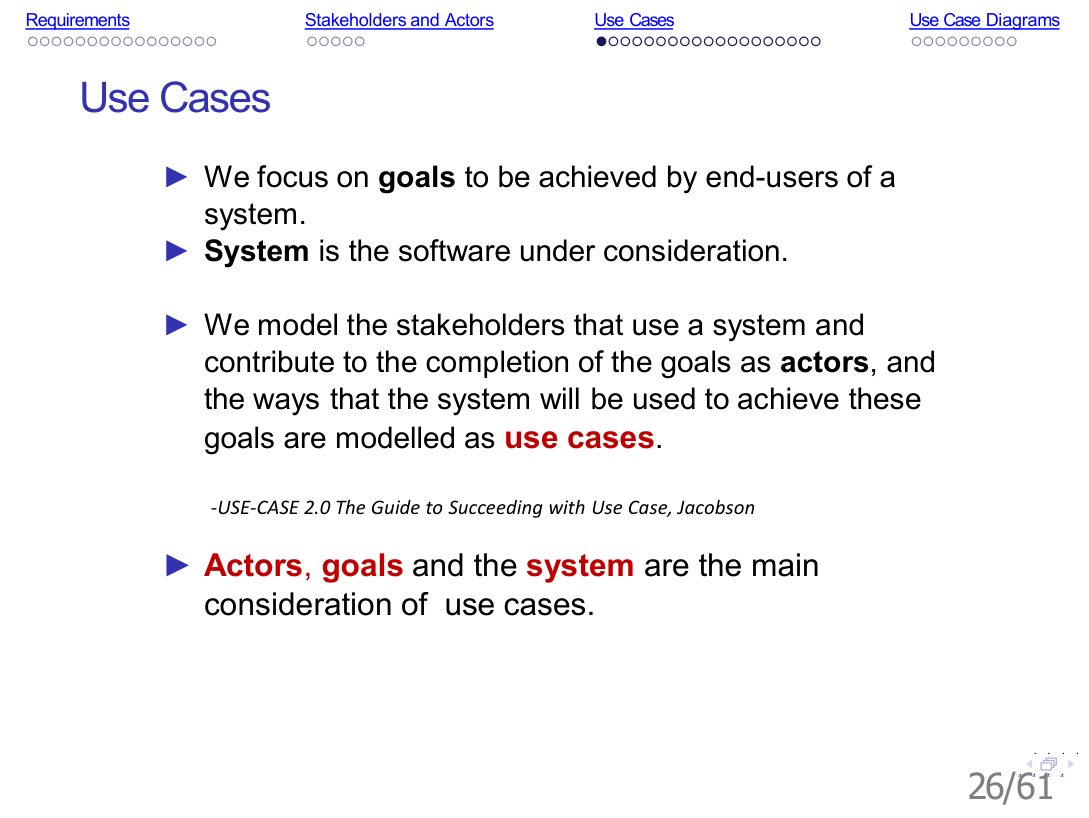 Requirements Stakeholders and Actors Use Cases Use Case Diagrams
Use Cases
► We focus on goals to be achieved by end-users of a
system.
► System is the software under consideration.
► We model the stakeholders that use a system and
contribute to the completion of the goals as actors, and
the ways that the system will be used to achieve these
goals are modelled as use cases.
-USE-CASE 2.0 The Guide to Succeeding with Use Case, Jacobson
► Actors, goals and the system are the main
consideration of  use cases.
26/61